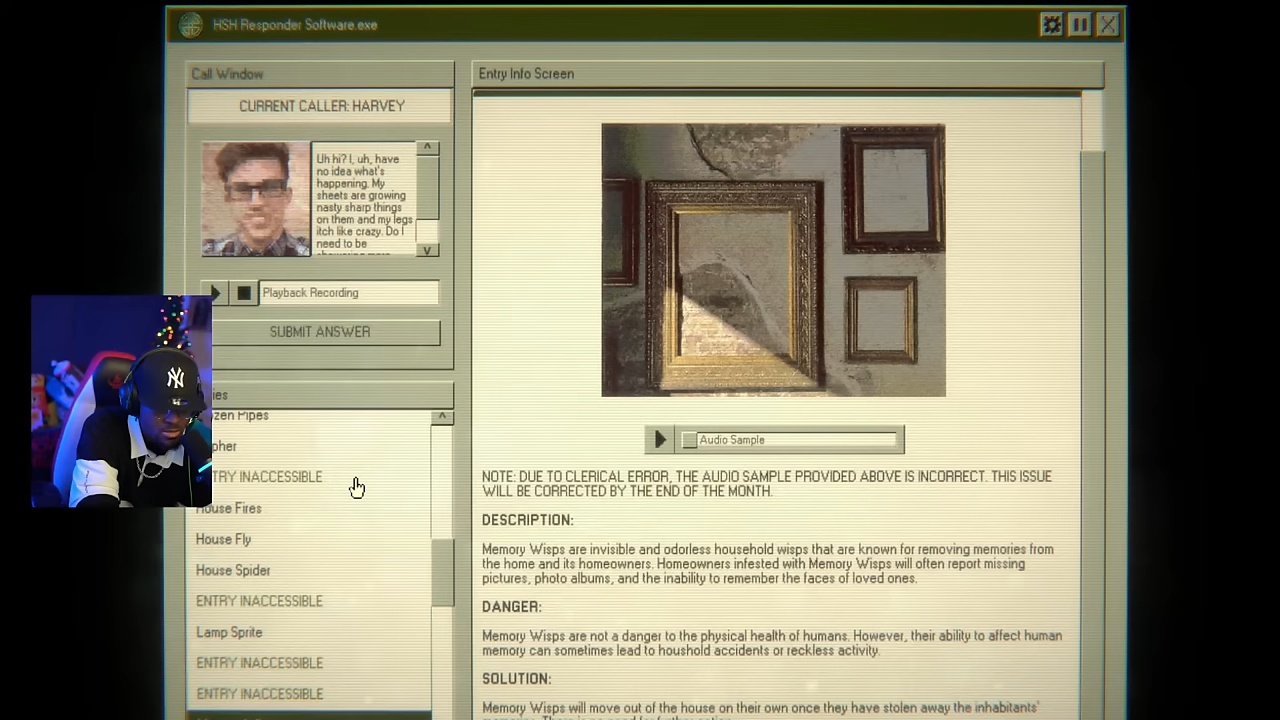 HSH Responder Software.exe
Call Window
CURRENT CALLER: HARVEY
Uh hi? I, uh, have
no idea what's
happening. My
sheets are growing
nasty sharp things
on them and my legs
itch like crazy. Do I
need to be
Playback Recording
SUBMIT ANSWER
House Fires
House Fly
House Spider
ENTRY INACCESSIBLE
Lamp Sprite
ENTRY INACCESSIBLE
ENTRY INACCESSIBLE
Entry Info Screen
Audio Sample
NOTE: DUE TO CLERICAL ERROR, THE AUDIO SAMPLE PROVIDED ABOVE IS INCORRECT. THIS ISSUE
WILL BE CORRECTED BY THE END OF THE MONTH.
DESCRIPTION:
Memory Wisps are invisible and odorless household wisps that are known for removing memories from
the home and its homeowners. Homeowners infested with Memory Wisps will often report missing
pictures, photo albums, and the inability to remember the faces of loved ones.
DANGER:
Memory Wisps are not a danger to the physical health of humans. However, their ability to affect human
memory can sometimes lead to houshold accidents or reckless activity.
SOLUTION:
Memory Wisps will move out of the house on their own once they have stolen away the inhabitants'